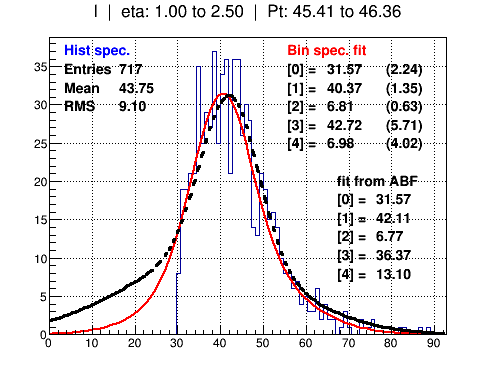 I | eta: 1.00 to 2.50 | Pt: 45.41 to 46.36
Hist spec.
Entries 717
Mean 43.75
RMS 9.10
Bin spec. fit
[0] = 31.57 (2.24)
[1] = 40.37 (1.35)
[2] = 6.81 (0.63)
[3] = 42.72 (5.71)
[4] = 6.98 (4.02)
fit from ABF
[0] = 31.57
[1] = 42.11
[2] = 6.77
[3] = 36.37
[4] = 13.10
35
30
25
20
15
10
5
0
0 10 20 30 40 50 60 70 80 90